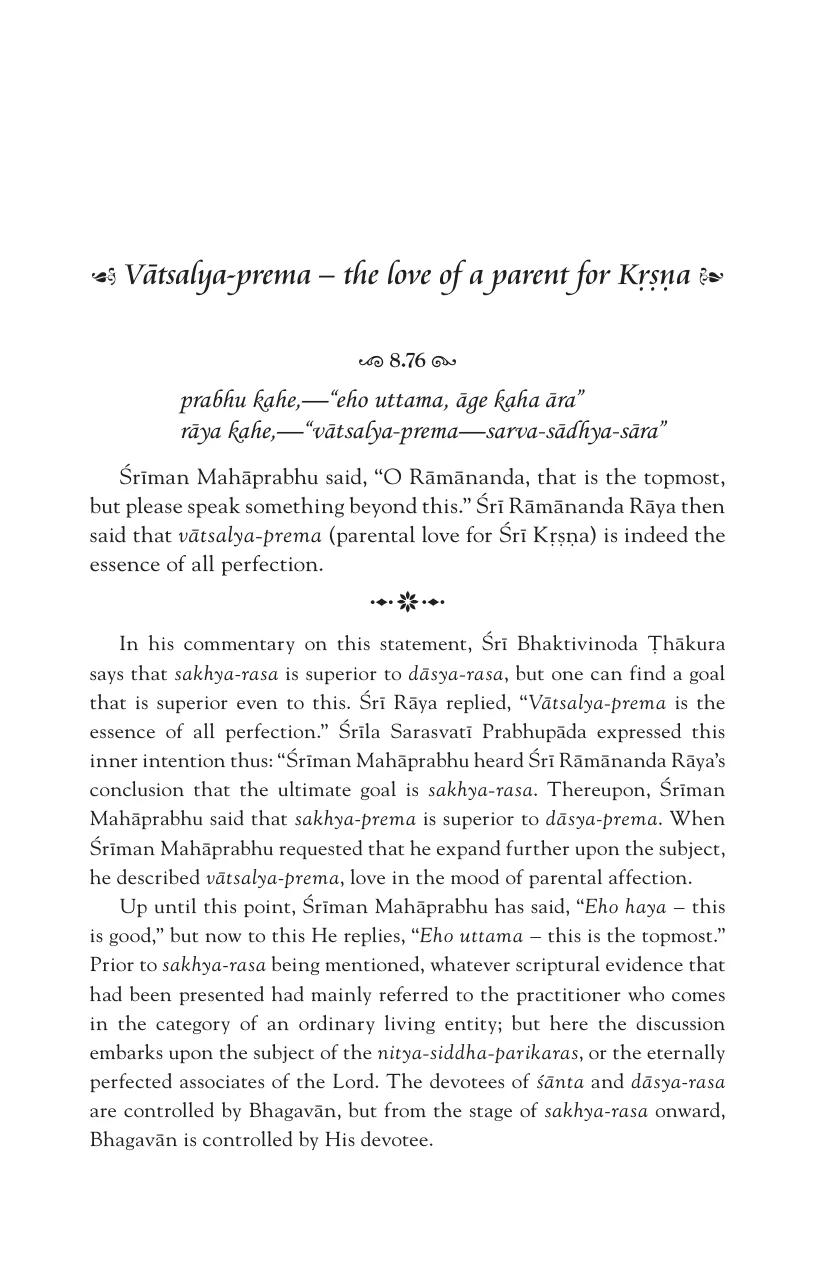 Vātsalya-prema – the love of a parent for Kṛṣṇa
8.76
prabhu kahe,—“eho uttama, āge kaha āra”
rāya kahe,—“vātsalya-prema—sarva-sādhya-sāra”
Śrīman Mahāprabhu said, “O Rāmānanda, that is the topmost,
but please speak something beyond this.” Śrī Rāmānanda Rāya then
said that vātsalya-prema (parental love for Śrī Kṛṣṇa) is indeed the
essence of all perfection.
In his commentary on this statement, Śrī Bhaktivinoda Ṭhākura
says that sakhya-rasa is superior to dāsya-rasa, but one can find a goal
that is superior even to this. Śrī Rāya replied, “Vātsalya-prema is the
essence of all perfection.” Śrīla Sarasvatī Prabhupāda expressed this
inner intention thus: “Śrīman Mahāprabhu heard Śrī Rāmānanda Rāya’s
conclusion that the ultimate goal is sakhya-rasa. Thereupon, Śrīman
Mahāprabhu said that sakhya-prema is superior to dāsya-prema. When
Śrīman Mahāprabhu requested that he expand further upon the subject,
he described vātsalya-prema, love in the mood of parental affection.
Up until this point, Śrīman Mahāprabhu has said, “Eho haya – this
is good,” but now to this He replies, “Eho uttama – this is the topmost.”
Prior to sakhya-rasa being mentioned, whatever scriptural evidence that
had been presented had mainly referred to the practitioner who comes
in the category of an ordinary living entity; but here the discussion
embarks upon the subject of the nitya-siddha-parikaras, or the eternally
perfected associates of the Lord. The devotees of śānta and dāsya-rasa
are controlled by Bhagavān, but from the stage of sakhya-rasa onward,
Bhagavān is controlled by His devotee.